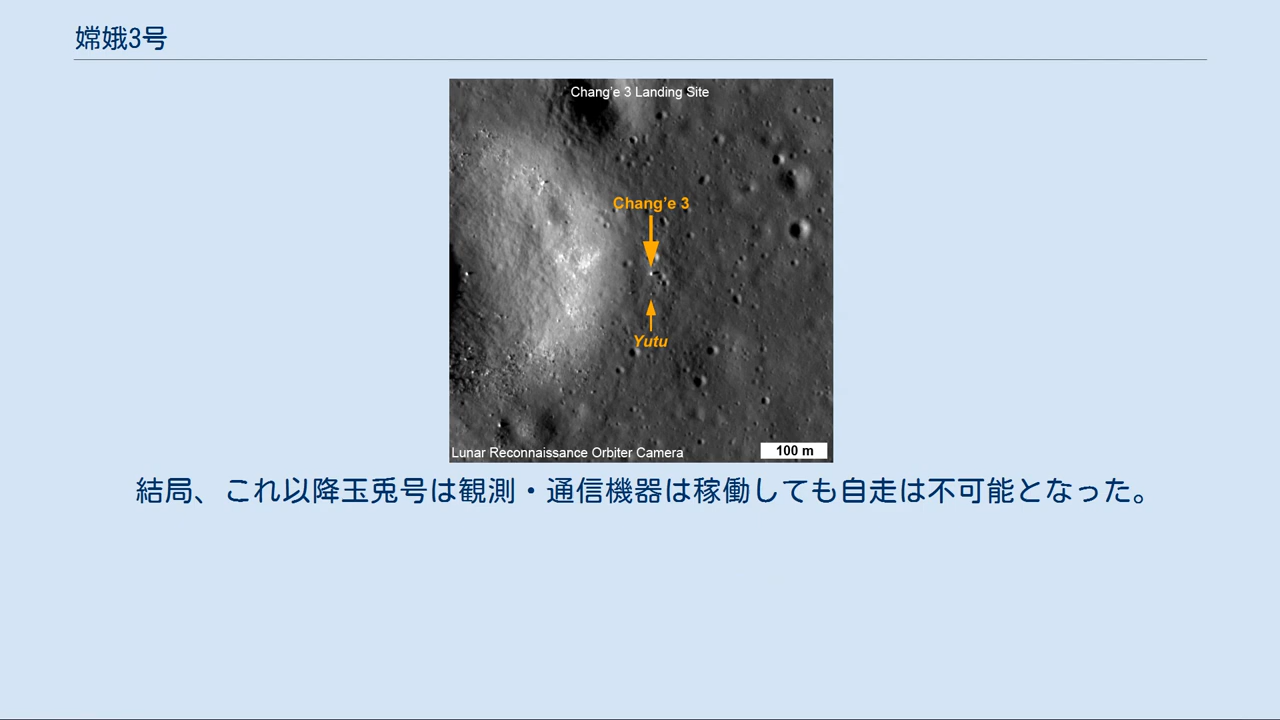 嫦娥3号
Chang'e 3 Landing Site
Chang'e 3
Yutu
Lunar Reconnaissance Orbiter Camera
100 m
結局、これ以降玉兎号は観測・通信機器は稼働しても自走は不可能となった。